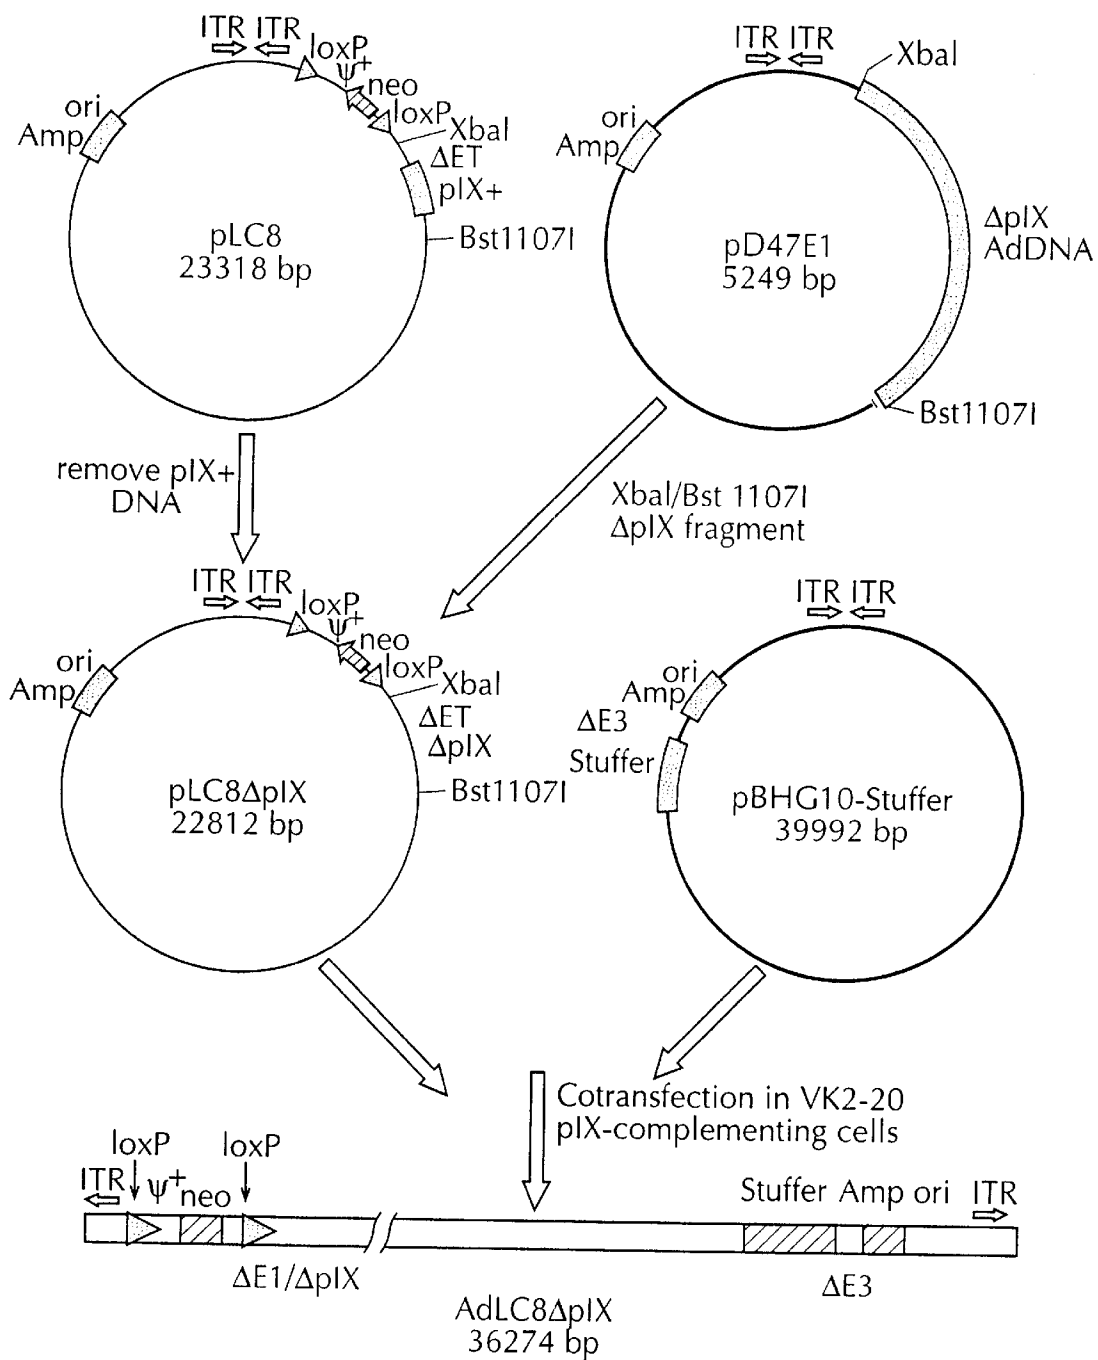 ITR ITR
loxP
Ψ+
neo
loxP
XbaI
ΔET
pIX+
Bst1107I
ori
Amp
pLC8
23318 bp
ITR ITR
XbaI
ori
Amp
ΔpIX
AdDNA
pD47E1
5249 bp
Bst1107I
remove pIX+
DNA
XbaI/Bst 1107I
ΔpIX fragment
ITR ITR
loxP
Ψ+
neo
loxP
XbaI
ΔET
ΔpIX
Bst1107I
ori
Amp
pLC8ΔpIX
22812 bp
ITR ITR
ori
Amp
ΔE3
Stuffer
pBHG10-Stuffer
39992 bp
Cotransfection in VK2-20
pIX-complementing cells
loxP loxP
ITR ψ+ neo
Stuffer Amp ori ITR
ΔE1/ΔpIX
ΔE3
AdLC8ΔpIX
36274 bp